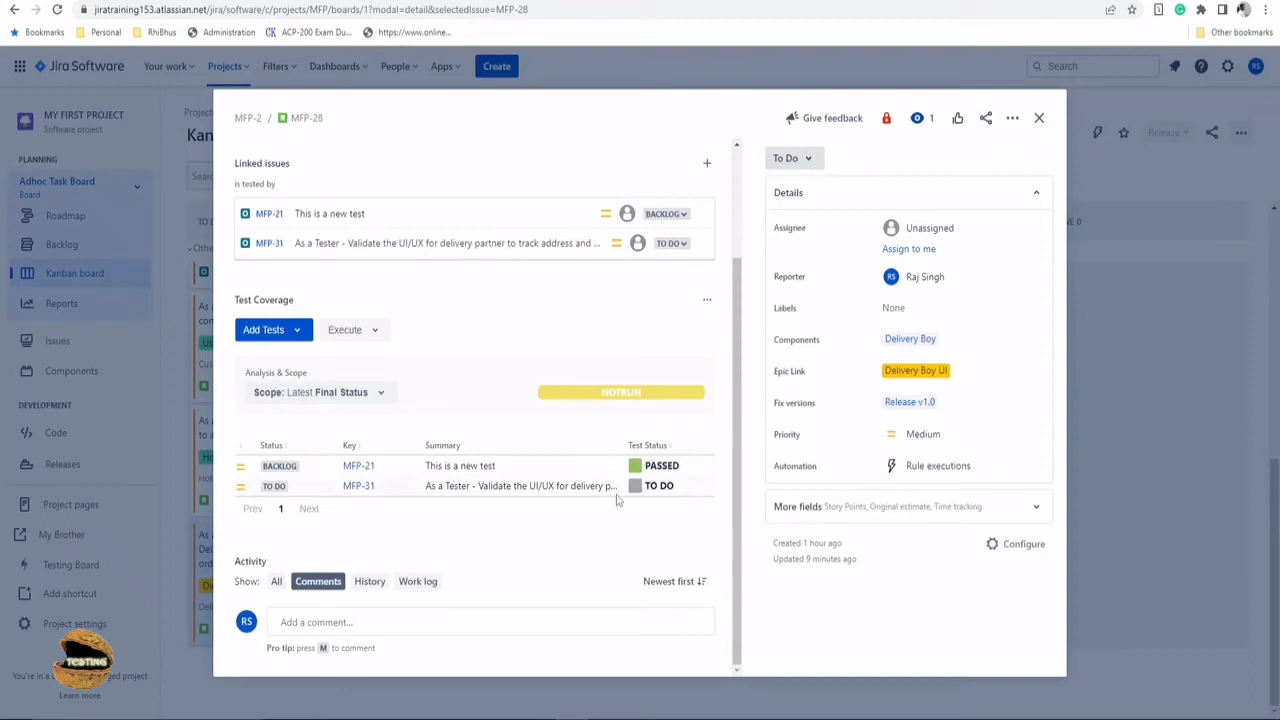 jiratraining153.atlassian.net/jira/software/c/projects/MFP/boards/1?modal=detail&selectedIssue=MFP-28
Bookmarks Personal RhiBhus Administration ACP-200 Exam Du... https://www.online... Other bookmarks
Jira Software Your work Projects Filters Dashboards People Apps Create Search RS
MY FIRST PROJECT
Software project
PLANNING
Adhoc Task Board
Board
Roadmap
Backlog
Kanban board
Reports
Issues
Components
DEVELOPMENT
Code
Releases
Project pages
My Brother
Testing Board
Add shortcut
Project settings
TESTING
Learn more
Release
MFP-2 / MFP-28
Give feedback 1
Linked issues
is tested by
MFP-21 This is a new test BACKLOG
MFP-31 As a Tester - Validate the UI/UX for delivery partner to track address and ... TO DO
Test Coverage
Add Tests Execute
Analysis & Scope
Scope: Latest Final Status NOTRUN
Status Key Summary Test Status
BACKLOG MFP-21 This is a new test PASSED
TO DO MFP-31 As a Tester - Validate the UI/UX for delivery p... TO DO
Prev 1 Next
Activity
Show: All Comments History Work log Newest first
RS Add a comment...
Pro tip: press M to comment
To Do
Details
Assignee Unassigned
Assign to me
Reporter RS Raj Singh
Labels None
Components Delivery Boy
Epic Link Delivery Boy UI
Fix versions Release v1.0
Priority Medium
Automation Rule executions
More fields Story Points, Original estimate, Time tracking
Created 1 hour ago
Updated 9 minutes ago
Configure